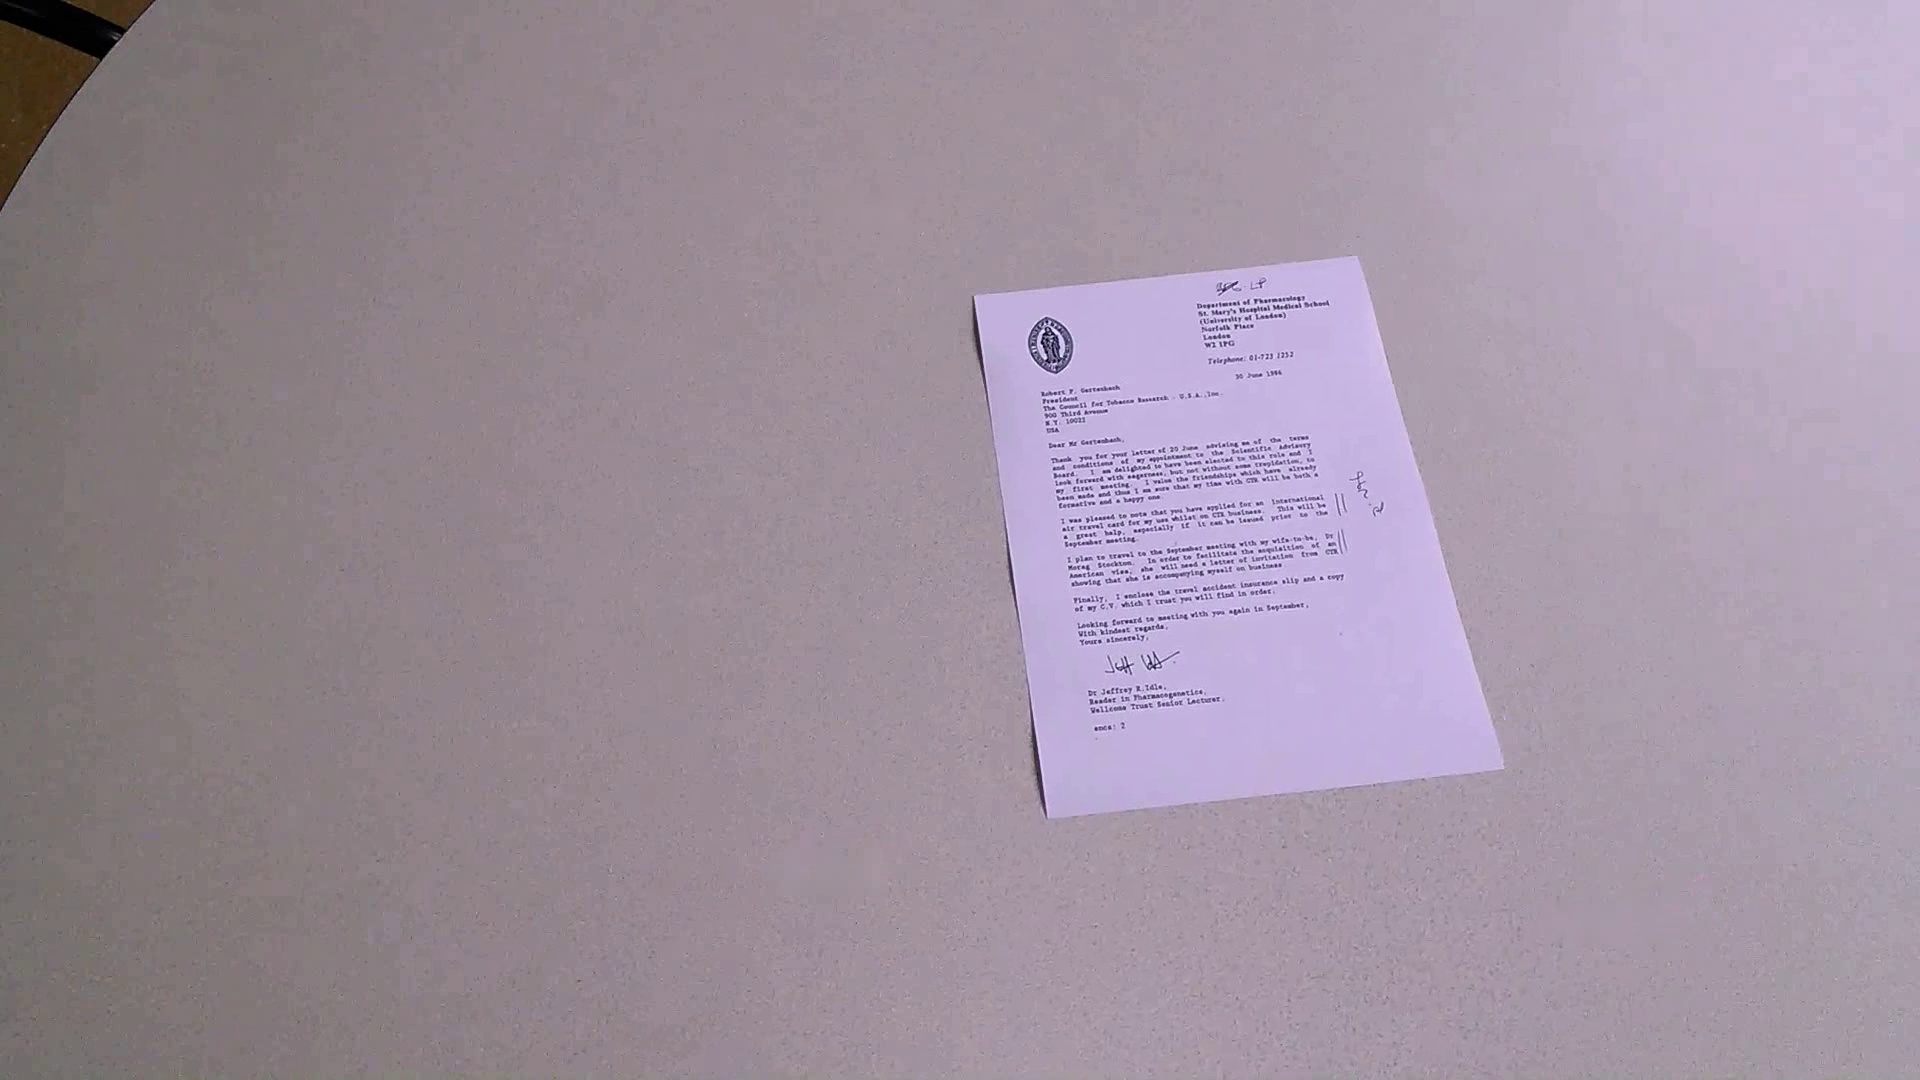 LP
Department of Pharmacology
St. Mary's Hospital Medical School
(University of London)
Norfolk Place
London
W2 1PG
Telephone: 01-723 1252
30 June 1986
Robert F. Gertenbach
President
The Council for Tobacco Research - U.S.A.,Inc.
900 Third Avenue
N.Y. 10022
USA
Dear Mr Gertenbach,
Thank you for your letter of 20 June advising me of the terms
and conditions of my appointment to the Scientific Advisory
Board. I am delighted to have been elected to this role and I
look forward with eagerness, but not without some trepidation, to
my first meeting. I value the friendships which have already
been made and thus I am sure that my time with CTR will be both a
formative and a happy one.
I was pleased to note that you have applied for an International
air travel card for my use whilst on CTR business. This will be
a great help, especially if it can be issued prior to the
September meeting.
I plan to travel to the September meeting with my wife-to-be, Dr
Morag Stockton. In order to facilitate the acquisition of an
American visa, she will need a letter of invitation from CTR
showing that she is accompanying myself on business
Finally, I enclose the travel accident insurance slip and a copy
of my C.V. which I trust you will find in order.
Looking forward to meeting with you again in September,
With kindest regards,
Yours sincerely,
Dr Jeffrey R.Idle,
Reader in Pharmacogenetics,
Wellcome Trust Senior Lecturer.
encs: 2